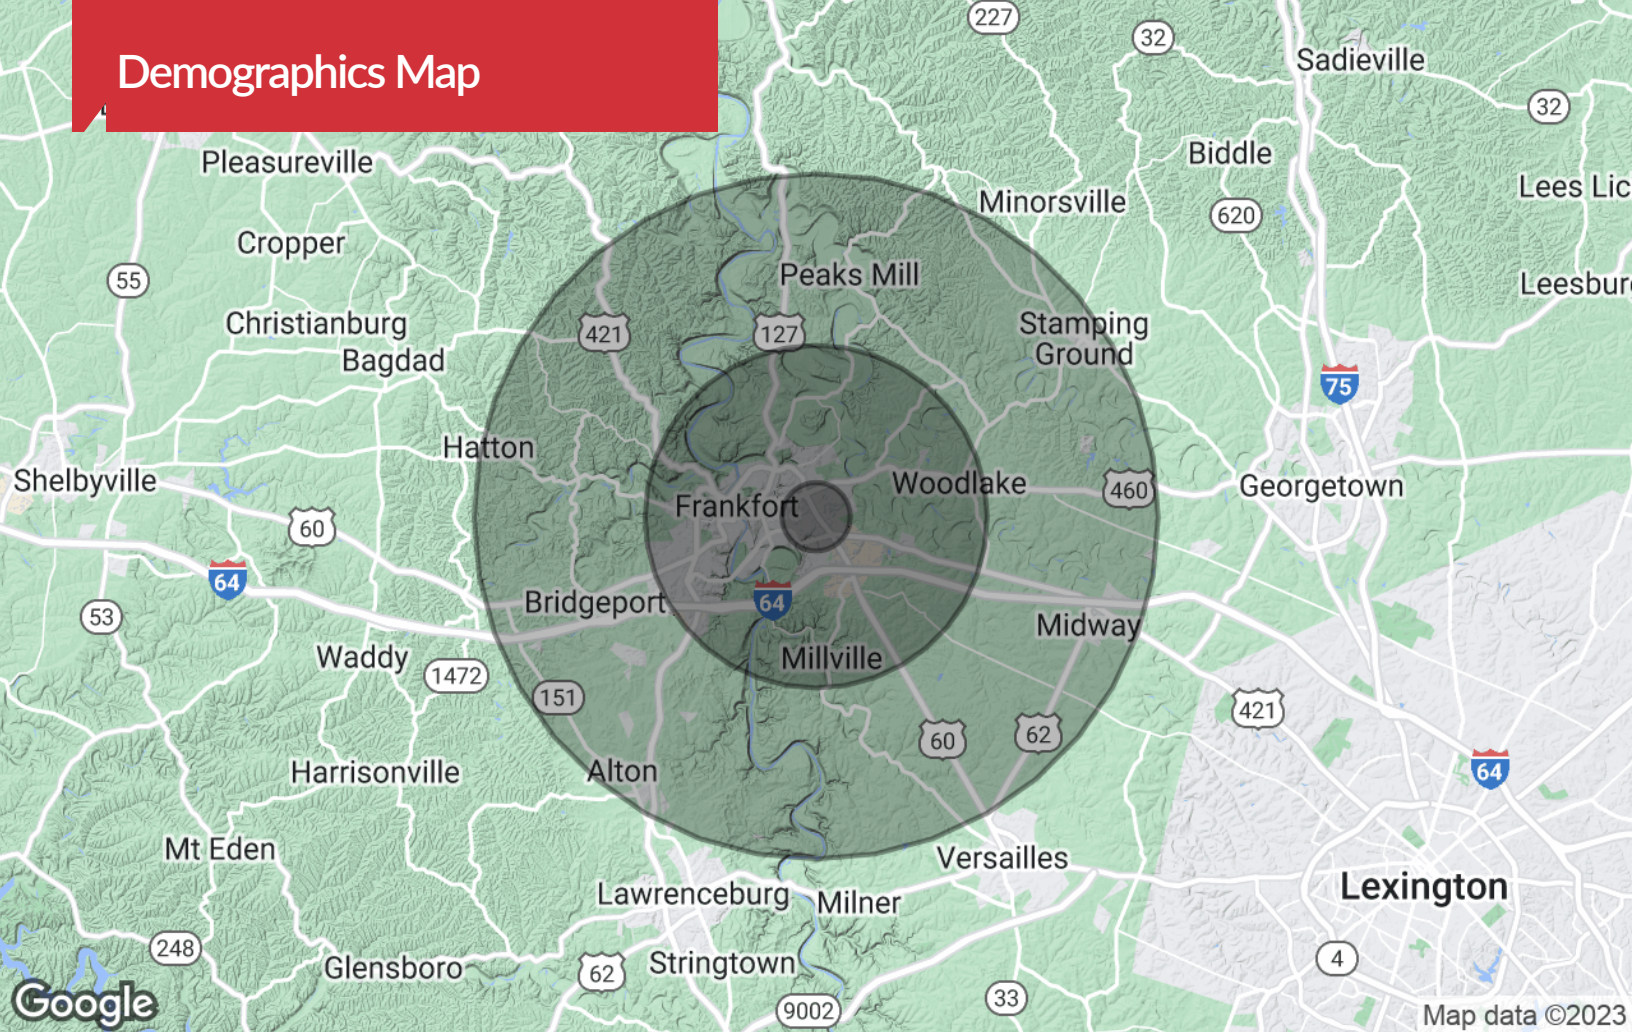 Demographics Map
227
32
Sadieville
32
Pleasureville
Biddle
Lees Lic
Minorsville
620
Cropper
55
Peaks Mill
Leesbur
Christianburg
421
127
Stamping
Ground
Bagdad
75
Hatton
Shelbyville
Woodlake
460
Georgetown
Frankfort
60
64
Bridgeport
64
53
Midway
Waddy
1472
Millville
151
421
60
62
Harrisonville
Alton
64
Mt Eden
Versailles
Lexington
Lawrenceburg
Milner
248
Glensboro
62
Stringtown
4
Google
33
9002
Map data ©2023